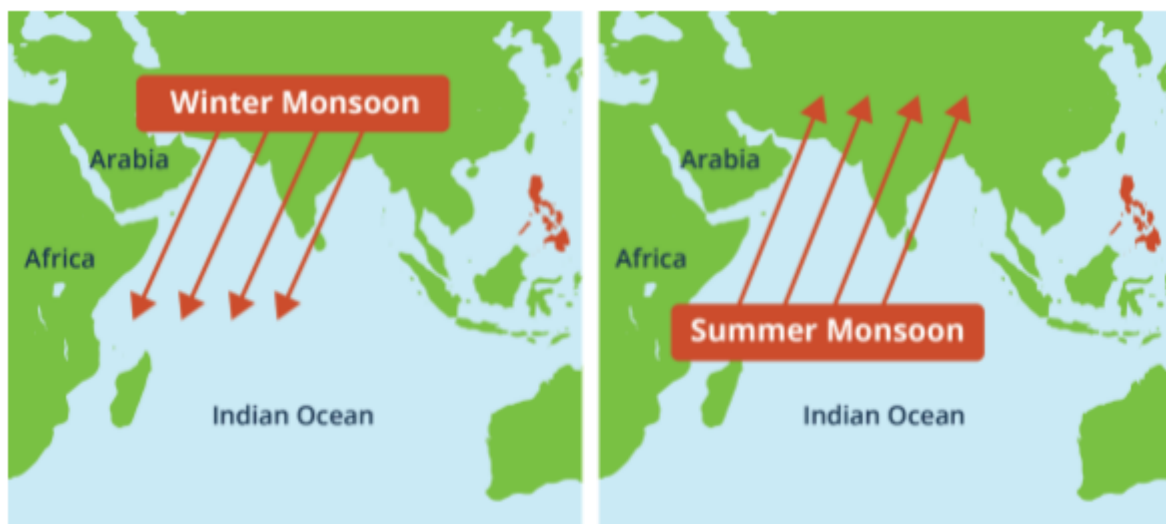 Winter Monsoon
Arabia
Africa
Indian Ocean
Arabia
Africa
Summer Monsoon
Indian Ocean